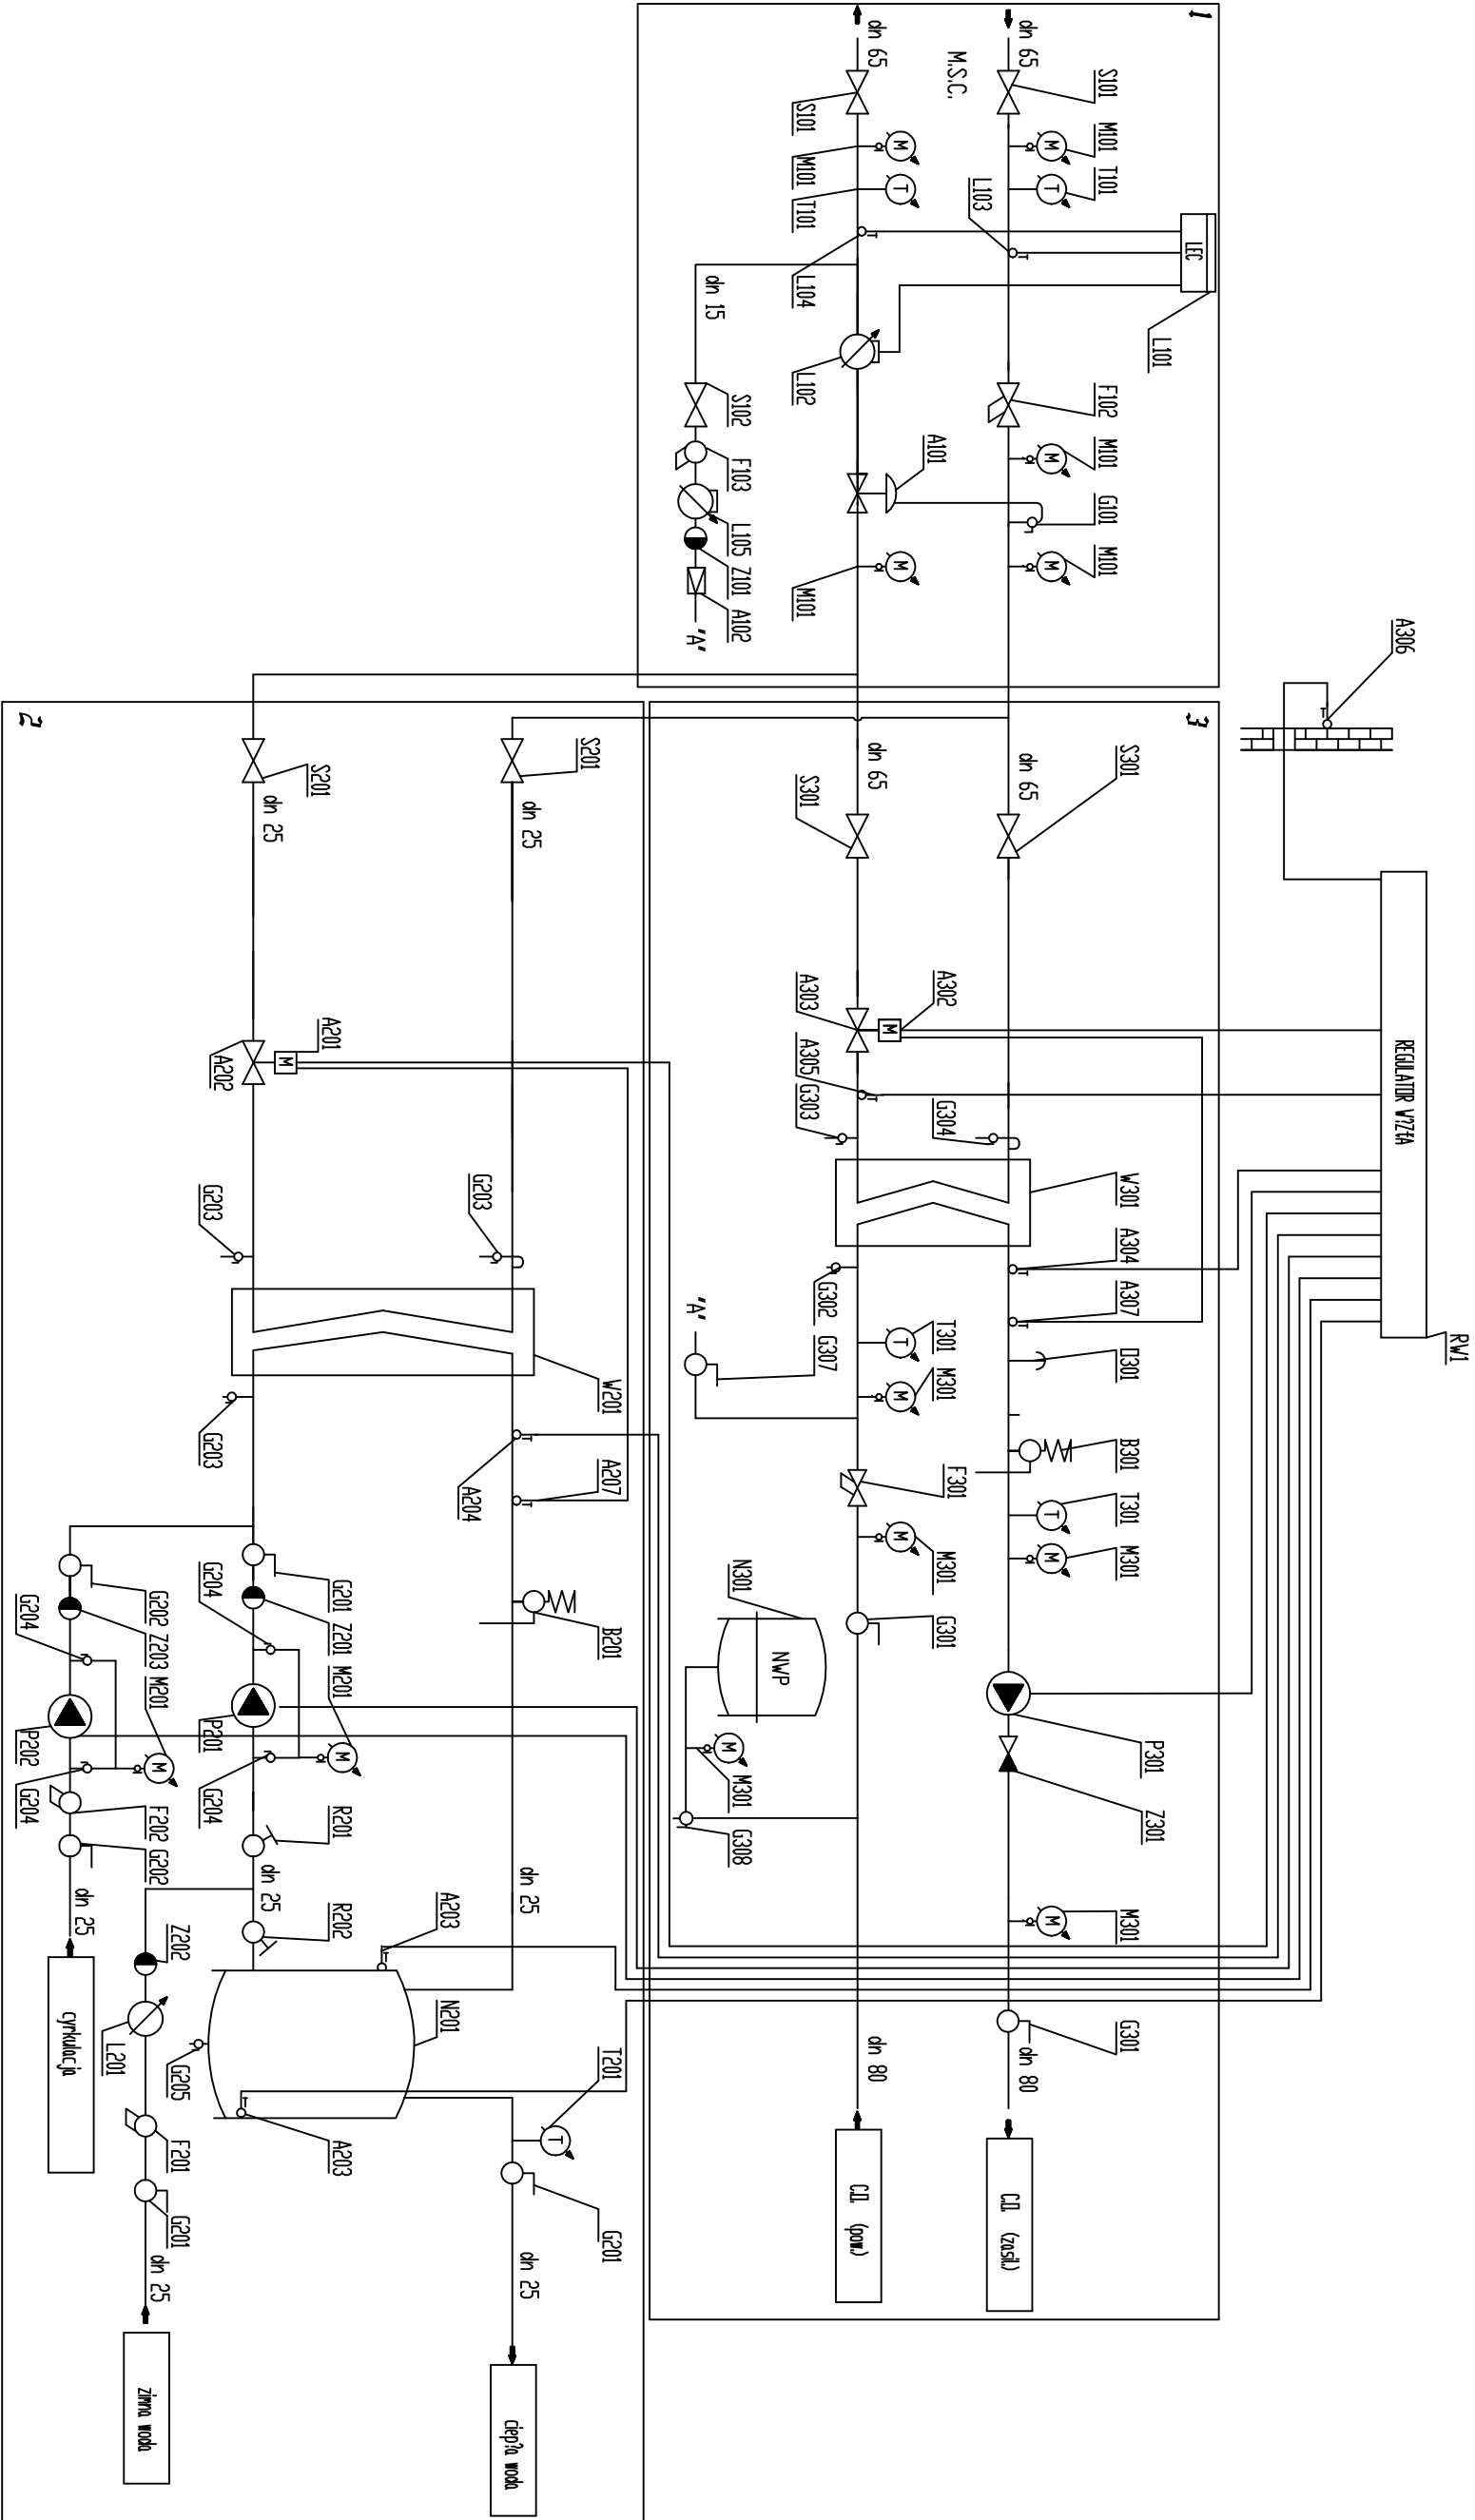 1
dn 65
S101
M101
T101
L103
M.S.C.
LEC
L101
F102
M101
G101
M101
A101
dn 65
S101
M101
T101
L104
L102
M101
dn 15
S102
F103
L105
Z101
A102
"A"
A306
REGULATOR W?ZŁA
RW1
3
dn 65
S301
dn 65
S301
A302
A303
A305
G303
G304
W301
A304
A307
O301
B301
T301
M301
P301
Z301
M301
G301
dn 80
C.O. (zasil.)
G302
T301
M301
G307
"A"
F301
M301
G301
N301
NWP
M301
G308
dn 80
C.O. (pow.)
2
S201
dn 25
S201
dn 25
A201
A202
G203
G203
W201
G203
A204
A207
B201
dn 25
A203
N201
T201
G201
dn 25
ciep?a woda
G201
Z201
M201
G204
P201
G204
R201
dn 25
R202
G205
A203
G202
Z203
M201
G204
P202
G204
F202
G202
dn 25
cyrkulacja
Z202
L201
F201
G201
dn 25
zimna woda